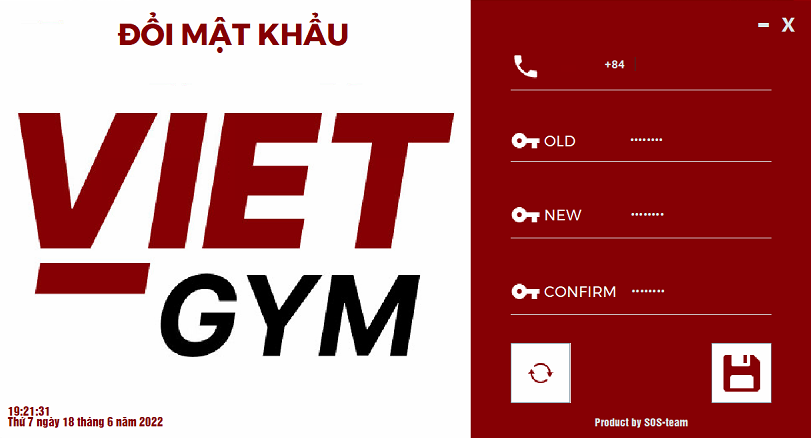 ĐỔI MẬT KHẨU
VIET
GYM
19:21:31
Thứ 7 ngày 18 tháng 6 năm 2022
X
+84
OLD ••••••••
NEW ••••••••
CONFIRM ••••••••
Product by SOS-team